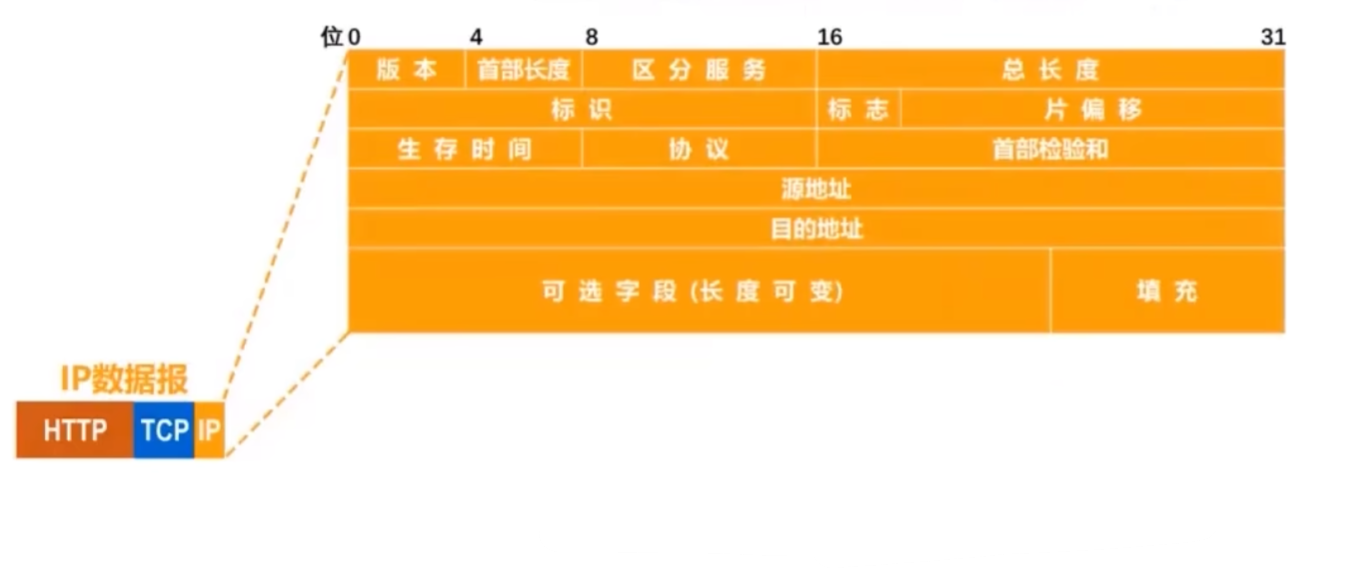 位 0 4 8 16 31
版 本 首部长度 区 分 服 务 总 长 度
标 识 标 志 片 偏 移
生 存 时 间 协 议 首部检验和
源地址
目的地址
可 选 字 段 (长 度 可 变) 填 充
IP数据报
HTTP TCP IP